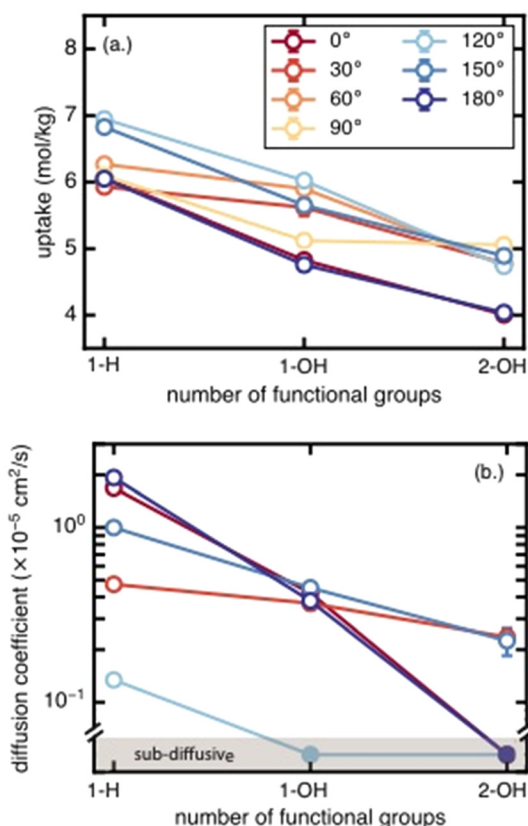 (a.)
0° 120°
30° 150°
60° 180°
90°
8
7
6
5
4
uptake (mol/kg)
1-H 1-OH 2-OH
number of functional groups
(b.)
10⁰
10⁻¹
diffusion coefficient (×10⁻⁵ cm²/s)
sub-diffusive
1-H 1-OH 2-OH
number of functional groups